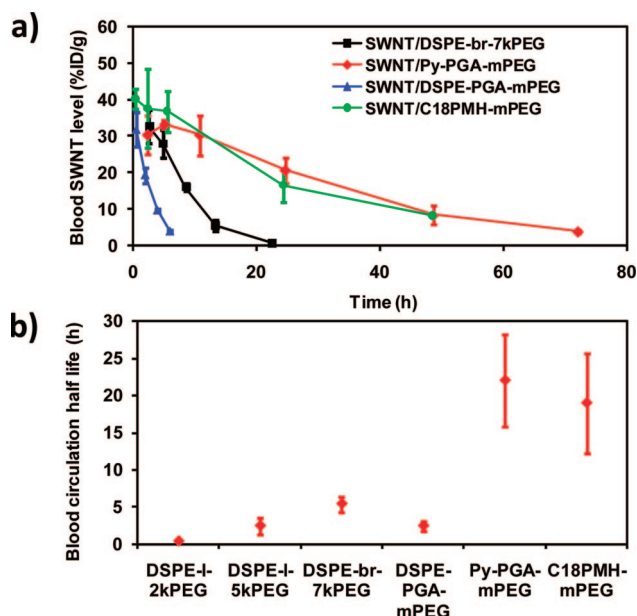 a)
Blood SWNT level (%ID/g)
60
50
40
30
20
10
0
SWNT/DSPE-br-7kPEG
SWNT/Py-PGA-mPEG
SWNT/DSPE-PGA-mPEG
SWNT/C18PMH-mPEG
0 20 40 60 80
Time (h)
b)
Blood circulation half life (h)
30
25
20
15
10
5
0
DSPE-l- DSPE-l- DSPE-br- DSPE- Py-PGA- C18PMH-
2kPEG 5kPEG 7kPEG PGA- mPEG mPEG
mPEG